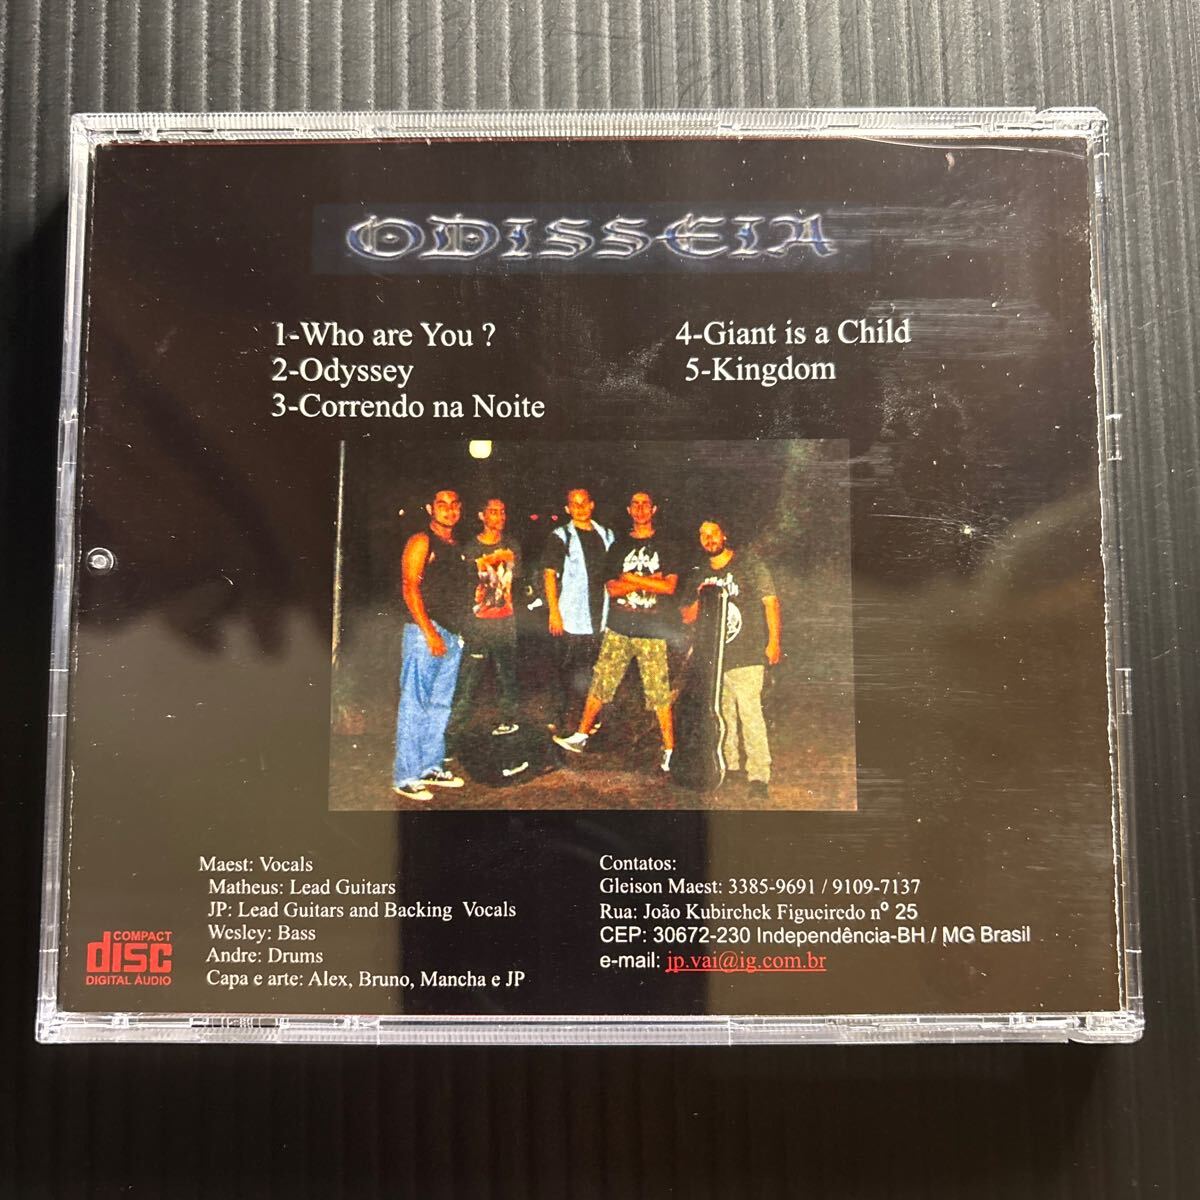 ODISSEIA
1-Who are You ?
2-Odyssey
3-Correndo na Noite
4-Giant is a Child
5-Kingdom
Maest: Vocals
Matheus: Lead Guitars
JP: Lead Guitars and Backing Vocals
Wesley: Bass
Andre: Drums
Capa e arte: Alex, Bruno, Mancha e JP
Contatos:
Gleison Maest: 3385-9691 / 9109-7137
Rua: João Kubirchck Figueiredo nº 25
CEP: 30672-230 Independência-BH / MG Brasil
e-mail: jp.vai@ig.com.br
COMPACT
disc
DIGITAL AUDIO